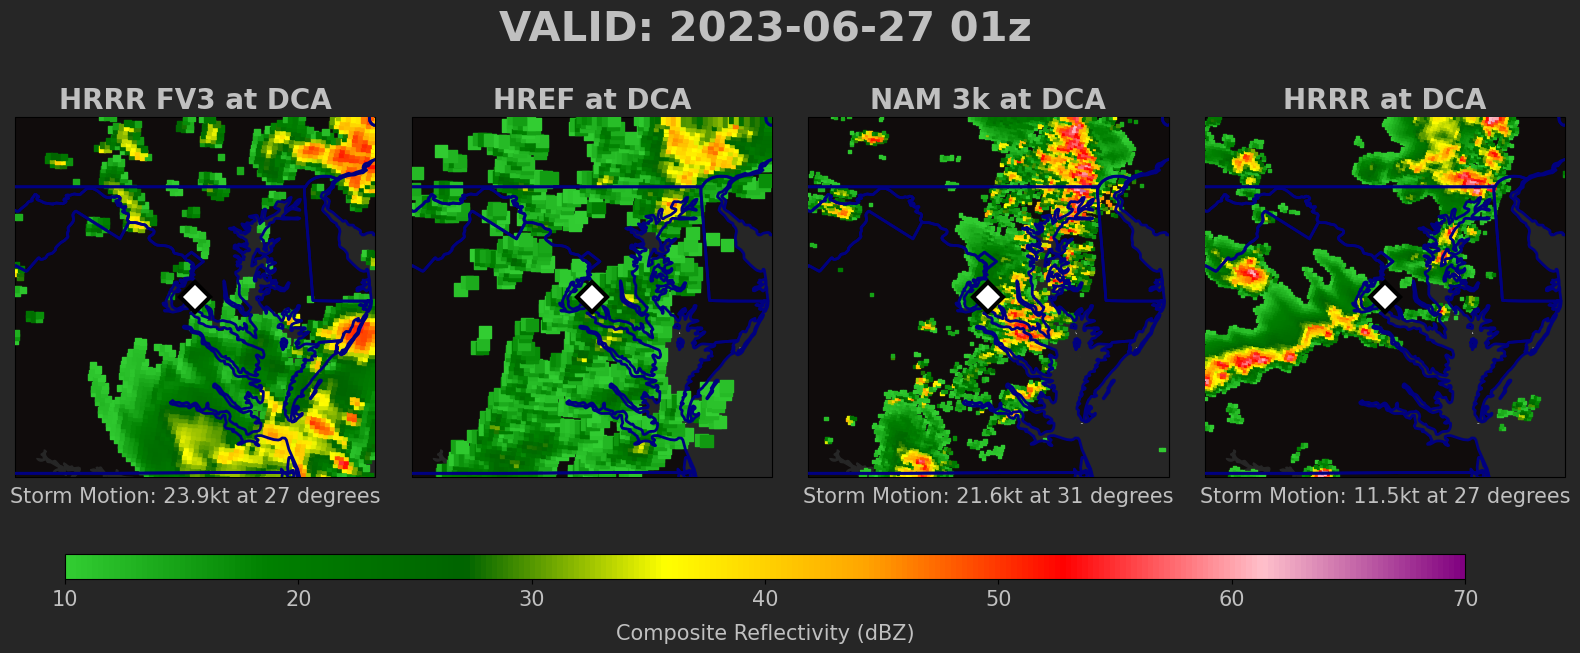 VALID: 2023-06-27 01z
HRRR FV3 at DCA
HREF at DCA
NAM 3k at DCA
HRRR at DCA
Storm Motion: 23.9kt at 27 degrees
Storm Motion: 21.6kt at 31 degrees
Storm Motion: 11.5kt at 27 degrees
10 20 30 40 50 60 70
Composite Reflectivity (dBZ)